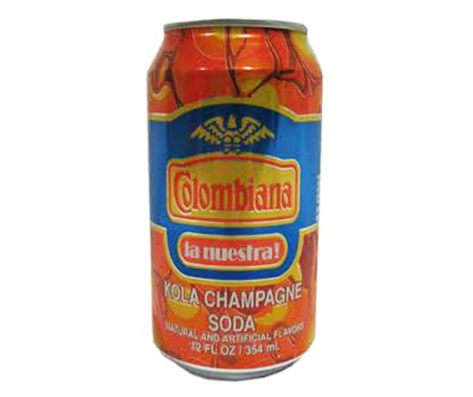 Colombiana
la nuestra!
KOLA CHAMPAGNE
SODA
NATURAL AND ARTIFICIAL FLAVORS
12 FL OZ / 354 ml.